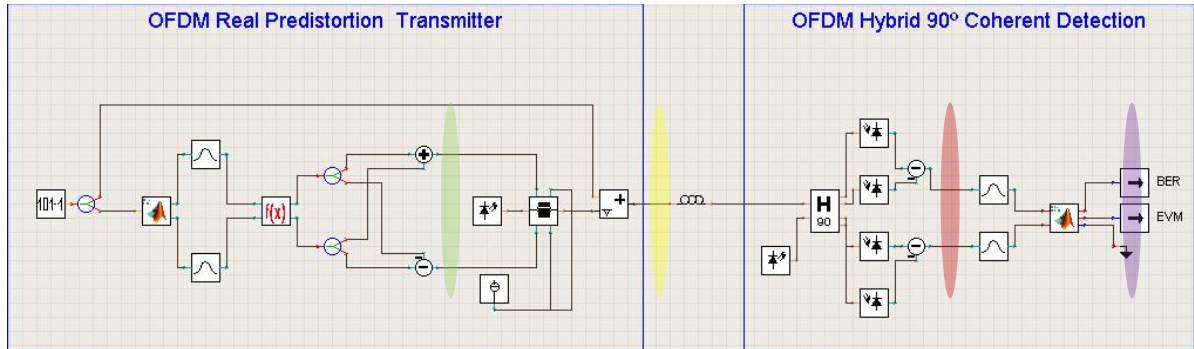 OFDM Real Predistortion Transmitter
OFDM Hybrid 90º Coherent Detection
101-1
f(x)
H
90
BER
EVM